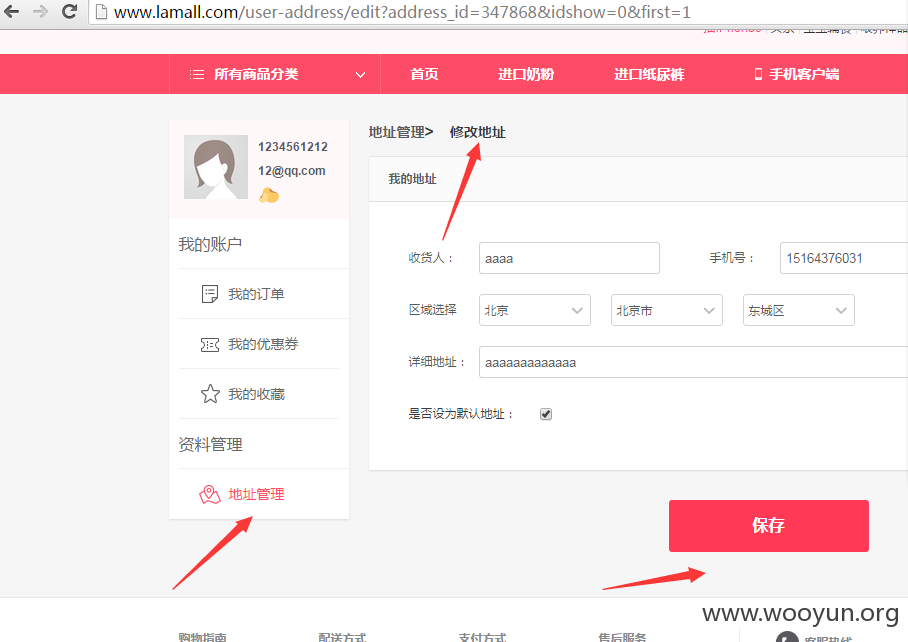 www.lamall.com/user-address/edit?address_id=347868&idshow=0&first=1
所有商品分类 首页 进口奶粉 进口纸尿裤 手机客户端
地址管理> 修改地址
1234561212
12@qq.com
我的地址
我的账户
收货人： aaaa 手机号： 15164376031
我的订单
区域选择 北京 北京市 东城区
我的优惠券
详细地址： aaaaaaaaaaaaa
我的收藏
是否设为默认地址：
资料管理
地址管理
保存
www.wooyun.org
购物指南 配送方式 支付方式 售后服务 客服热线